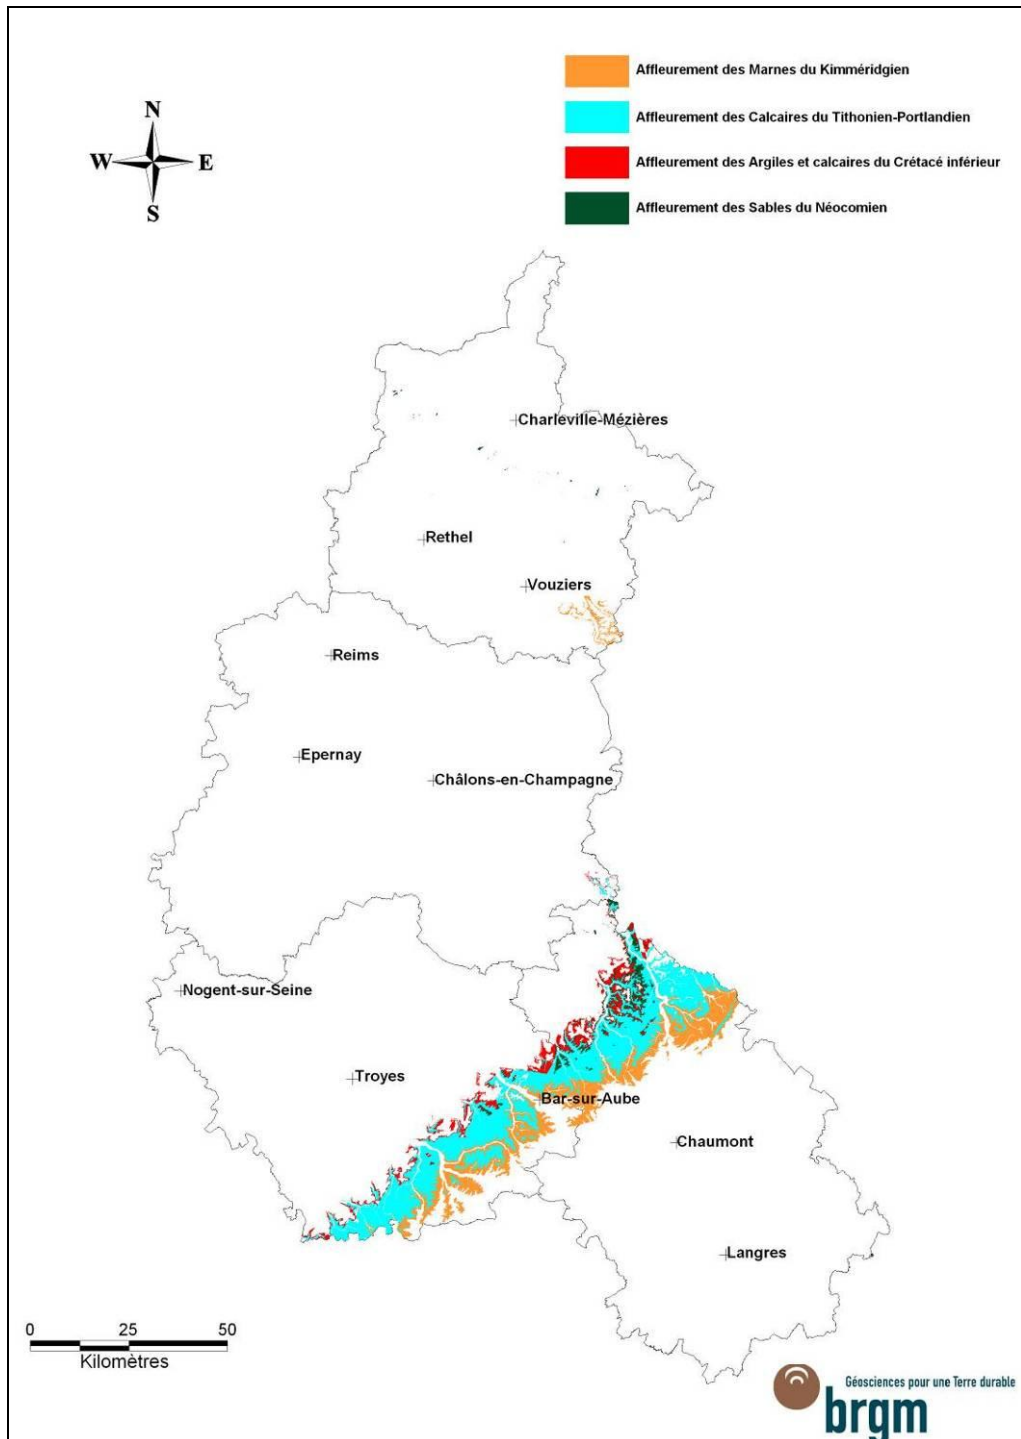 Affleurement des Marnes du Kimméridgien
Affleurement des Calcaires du Tithonien-Portlandien
Affleurement des Argiles et calcaires du Crétacé inférieur
Affleurement des Sables du Néocomien
N
W E
S
Charleville-Mézières
Rethel
Vouziers
Reims
Epernay
Châlons-en-Champagne
Nogent-sur-Seine
Troyes
Bar-sur-Aube
Chaumont
Langres
0 25 50
Kilomètres
Géosciences pour une Terre durable
brgm